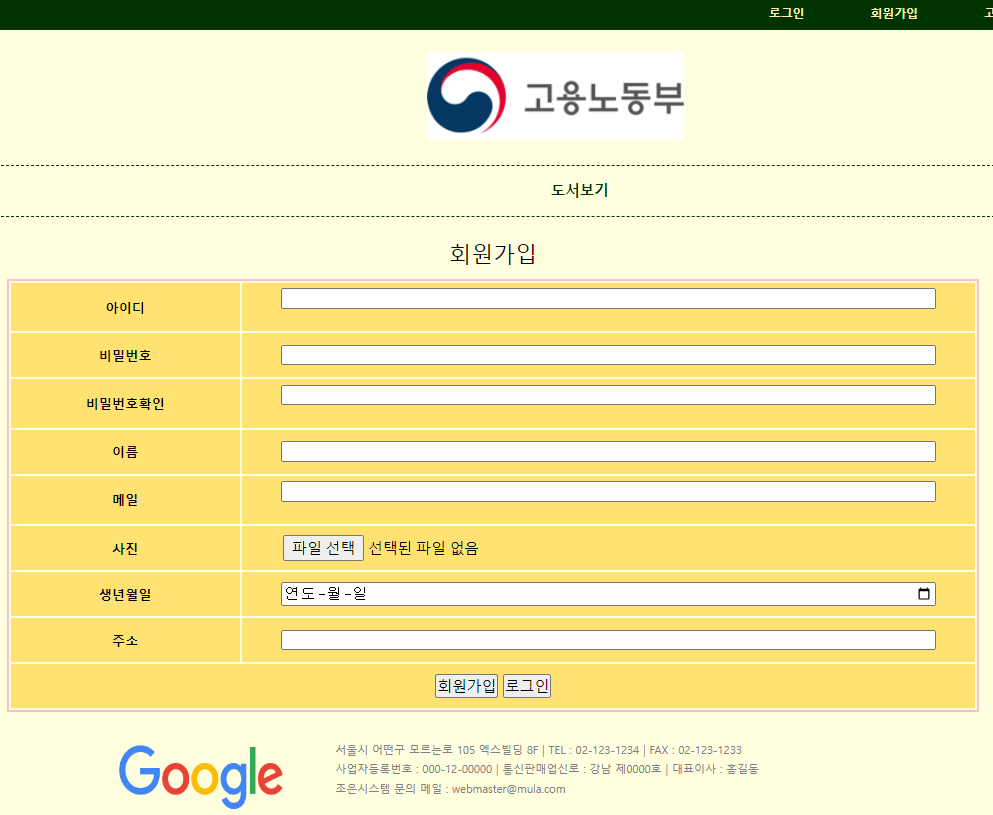 로그인 회원가입
고용노동부
도서보기
회원가입
아이디
비밀번호
비밀번호확인
이름
메일
사진 파일 선택 선택된 파일 없음
생년월일 연도-월-일
주소
회원가입 로그인
Google
서울시 어떤구 모르는로 105 엑스빌딩 8F | TEL : 02-123-1234 | FAX : 02-123-1233
사업자등록번호 : 000-12-00000 | 통신판매업신로 : 강남 제0000호 | 대표이사 : 홍길동
조은시스템 문의 메일 : webmaster@mula.com